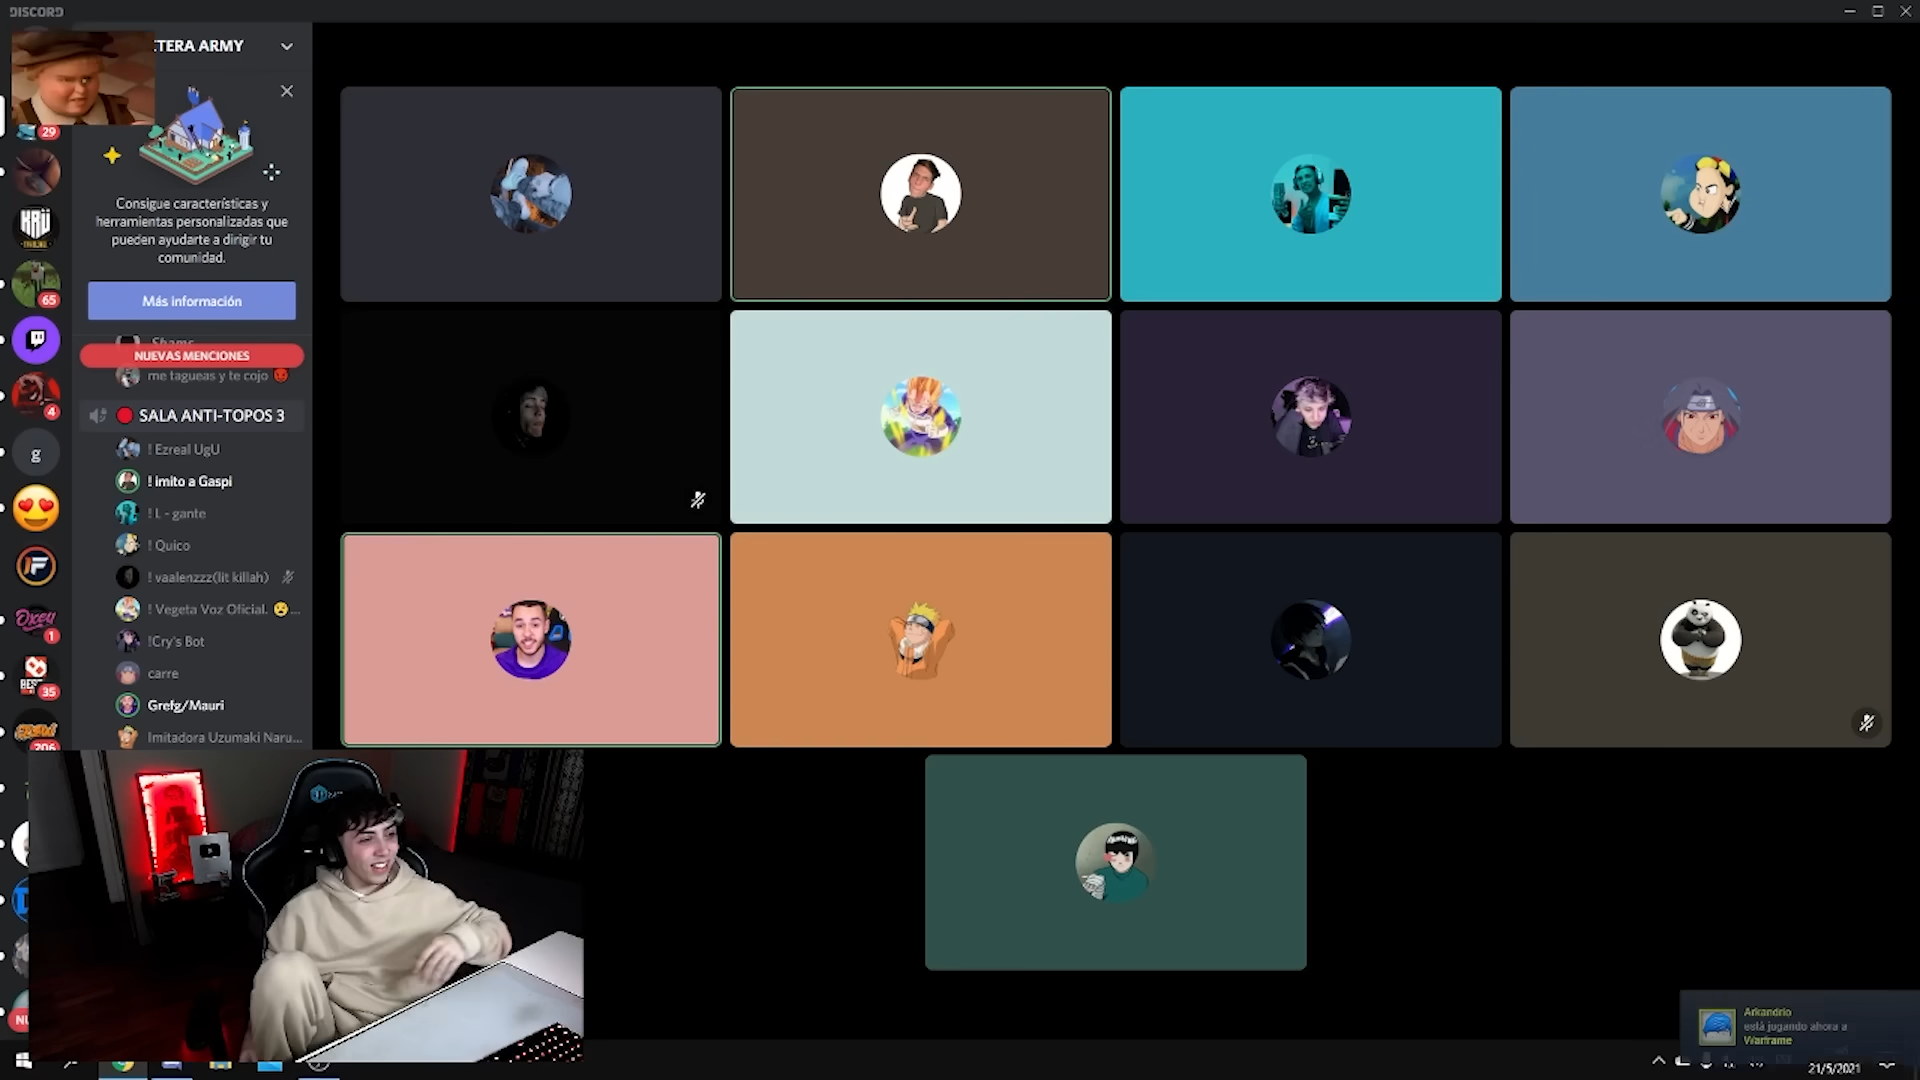 DISCORD
TERA ARMY
29
Consigue características y
herramientas personalizadas que
pueden ayudarte a dirigir tu
comunidad.
Más información
KRÜ
65
NUEVAS MENCIONES
me tagueas y te cojo
4
SALA ANTI-TOPOS 3
g
! Ezreal UgU
! imito a Gaspi
! L - gante
! Quico
! vaalenzzz(lit killah)
! Vegeta Voz Oficial. 😵...
!Cry's Bot
1
carre
35
Grefg/Mauri
206
Imitadora Uzumaki Naru...
Arkandrio
está jugando ahora a
Warframe
21/5/2021